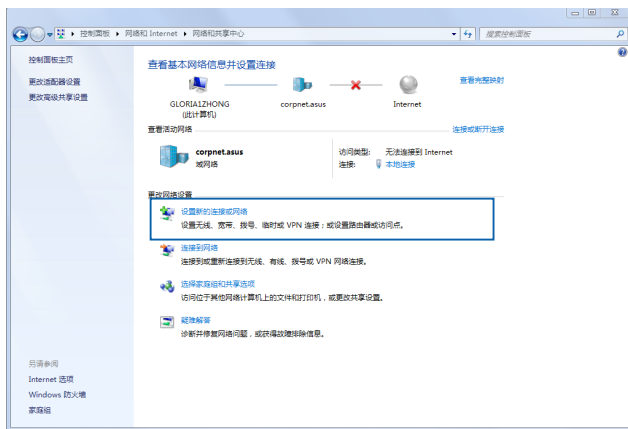 控制面板 ▸ 网络和 Internet ▸ 网络和共享中心
搜索控制面板
控制面板主页
更改适配器设置
更改高级共享设置
查看基本网络信息并设置连接
查看完整映射
GLORIA1ZHONG
(此计算机)
corpnet.asus
Internet
查看活动网络
连接或断开连接
corpnet.asus
域网络
访问类型: 无法连接到 Internet
连接: 本地连接
更改网络设置
设置新的连接或网络
设置无线、宽带、拨号、临时或 VPN 连接；或设置路由器或访问点。
连接到网络
连接到或重新连接到无线、有线、拨号或 VPN 网络连接。
选择家庭组和共享选项
访问位于其他网络计算机上的文件和打印机，或更改共享设置。
疑难解答
诊断并修复网络问题，或获得故障排除信息。
另请参阅
Internet 选项
Windows 防火墙
家庭组